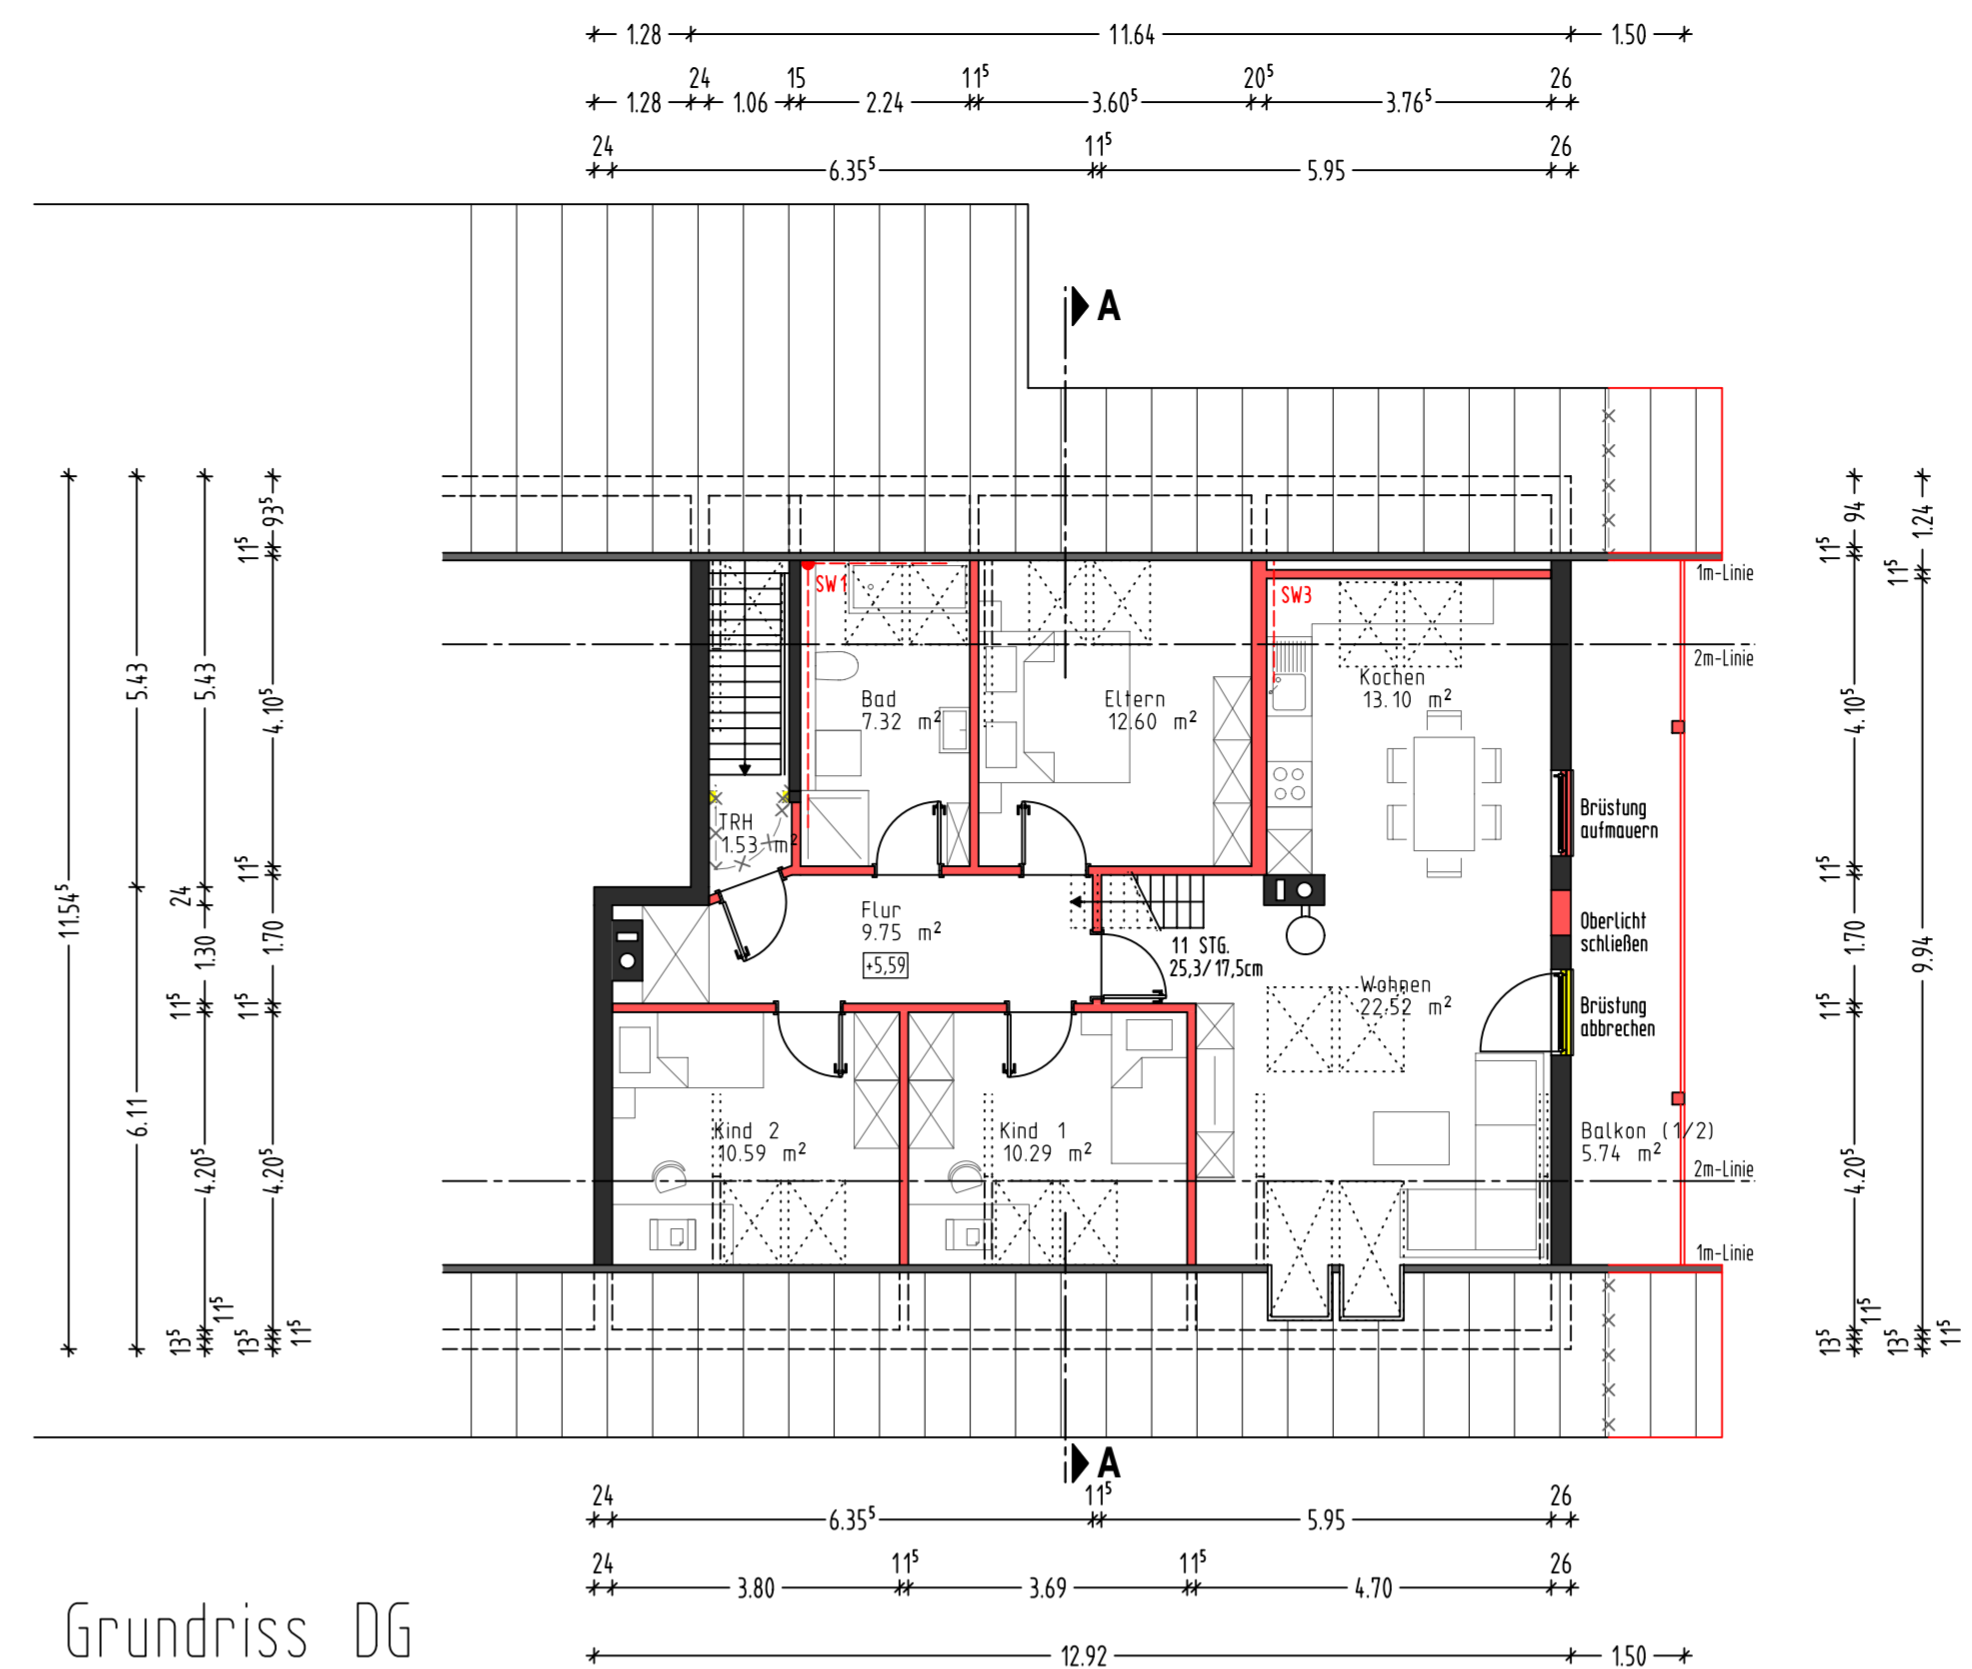 1.28 11.64 1.50
24 15 11⁵ 20⁵ 26
1.28 1.06 2.24 3.60⁵ 3.76⁵
24 11⁵ 26
6.35⁵ 5.95
A
93⁵
11⁵
5.43
5.43
4.10⁵
11⁵
24
11.54⁵
1.30
1.70
11⁵
11⁵
6.11
4.20⁵
4.20⁵
11⁵
13⁵
13⁵
11⁵
94
1.24
11⁵
11⁵
4.10⁵
11⁵
1.70
9.94
11⁵
4.20⁵
11⁵
13⁵
13⁵
11⁵
1m-Linie
2m-Linie
SW1
SW3
Bad
7.32 m²
Eltern
12.60 m²
Kochen
13.10 m²
TRH
1.53 m²
Brüstung
aufmauern
Flur
9.75 m²
+5,59
11 STG.
25,3/17,5cm
Oberlicht
schließen
Wohnen
22.52 m²
Brüstung
abbrechen
Kind 2
10.59 m²
Kind 1
10.29 m²
Balkon (1/2)
5.74 m²
2m-Linie
1m-Linie
A
24 11⁵ 26
6.35⁵ 5.95
24 11⁵ 11⁵ 26
3.80 3.69 4.70
12.92 1.50
Grundriss DG